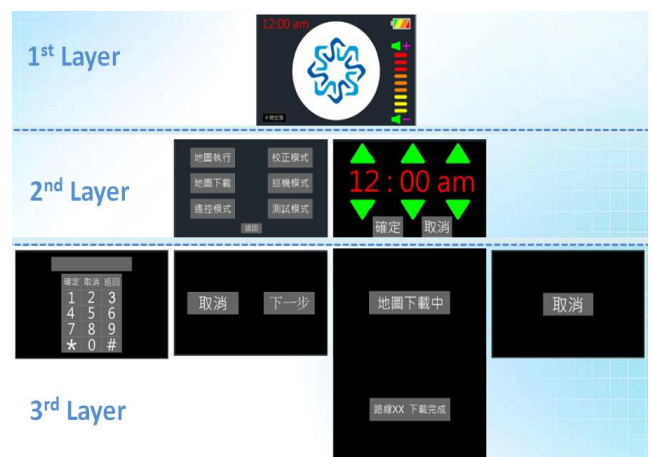 12:00 am
+
1st Layer
-
地圖執行 校正模式
地圖下載 巡機模式
遙控模式 測試模式
返回
2nd Layer
12 : 00 am
確定 取消
確定 取消 返回
1 2 3
4 5 6
7 8 9
* 0 #
取消 下一步
地圖下載中
取消
路線XX 下載完成
3rd Layer